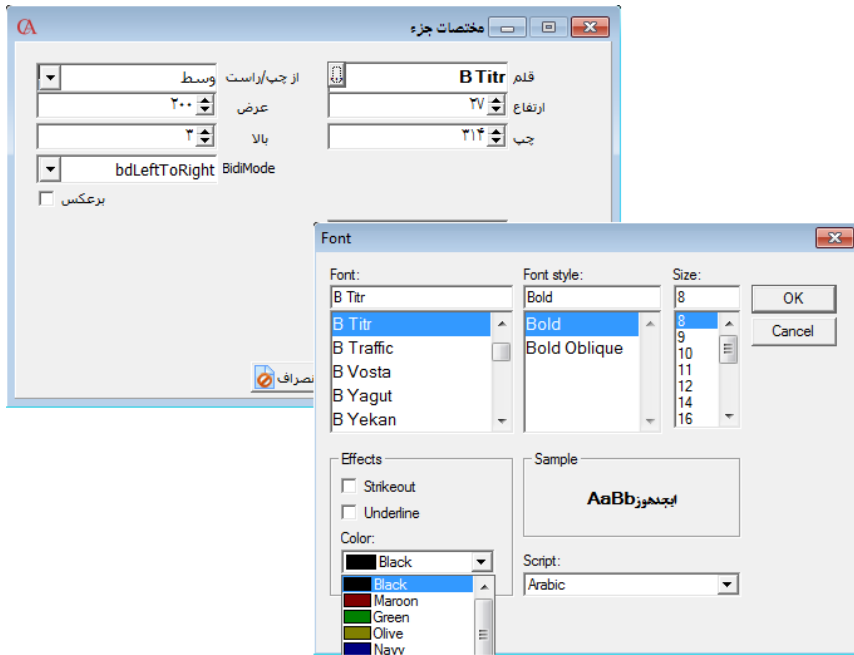 مختصات جزء
قلم B Titr
از چپ/راست وسط
ارتفاع ۲۷
عرض ۲۰۰
چپ ۳۱۴
بالا ۳
BidiMode bdLeftToRight
برعکس
نصراف
Font
Font:
B Titr
B Titr
B Traffic
B Vosta
B Yagut
B Yekan
Font style:
Bold
Bold
Bold Oblique
Size:
8
8
9
10
11
12
14
16
OK
Cancel
Effects
Strikeout
Underline
Color:
Black
Black
Maroon
Green
Olive
Navy
Sample
AaBbابجدهوز
Script:
Arabic